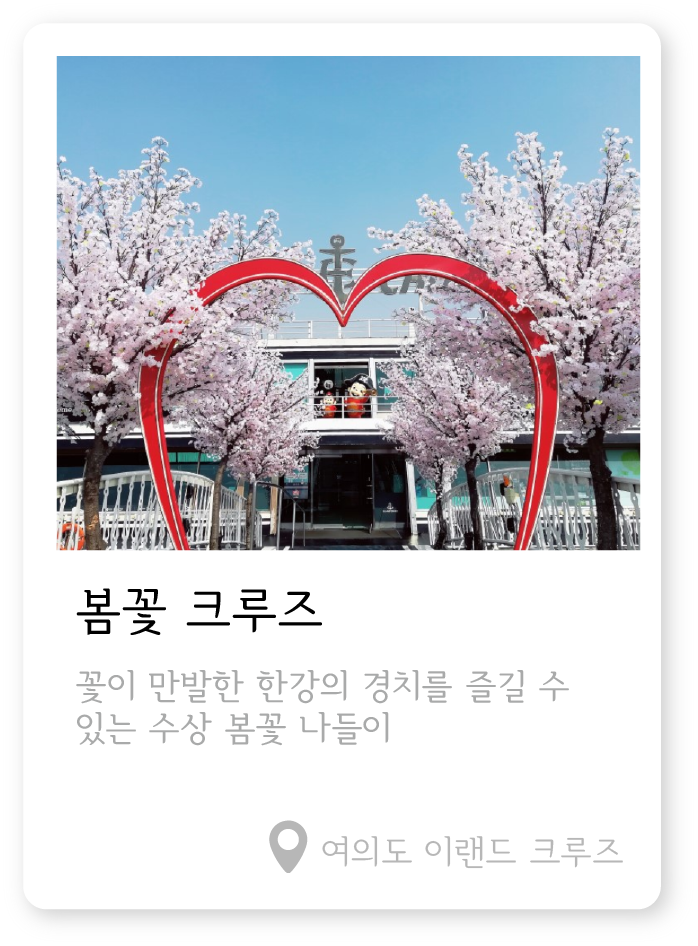 봄꽃 크루즈
꽃이 만발한 한강의 경치를 즐길 수
있는 수상 봄꽃 나들이
여의도 이랜드 크루즈